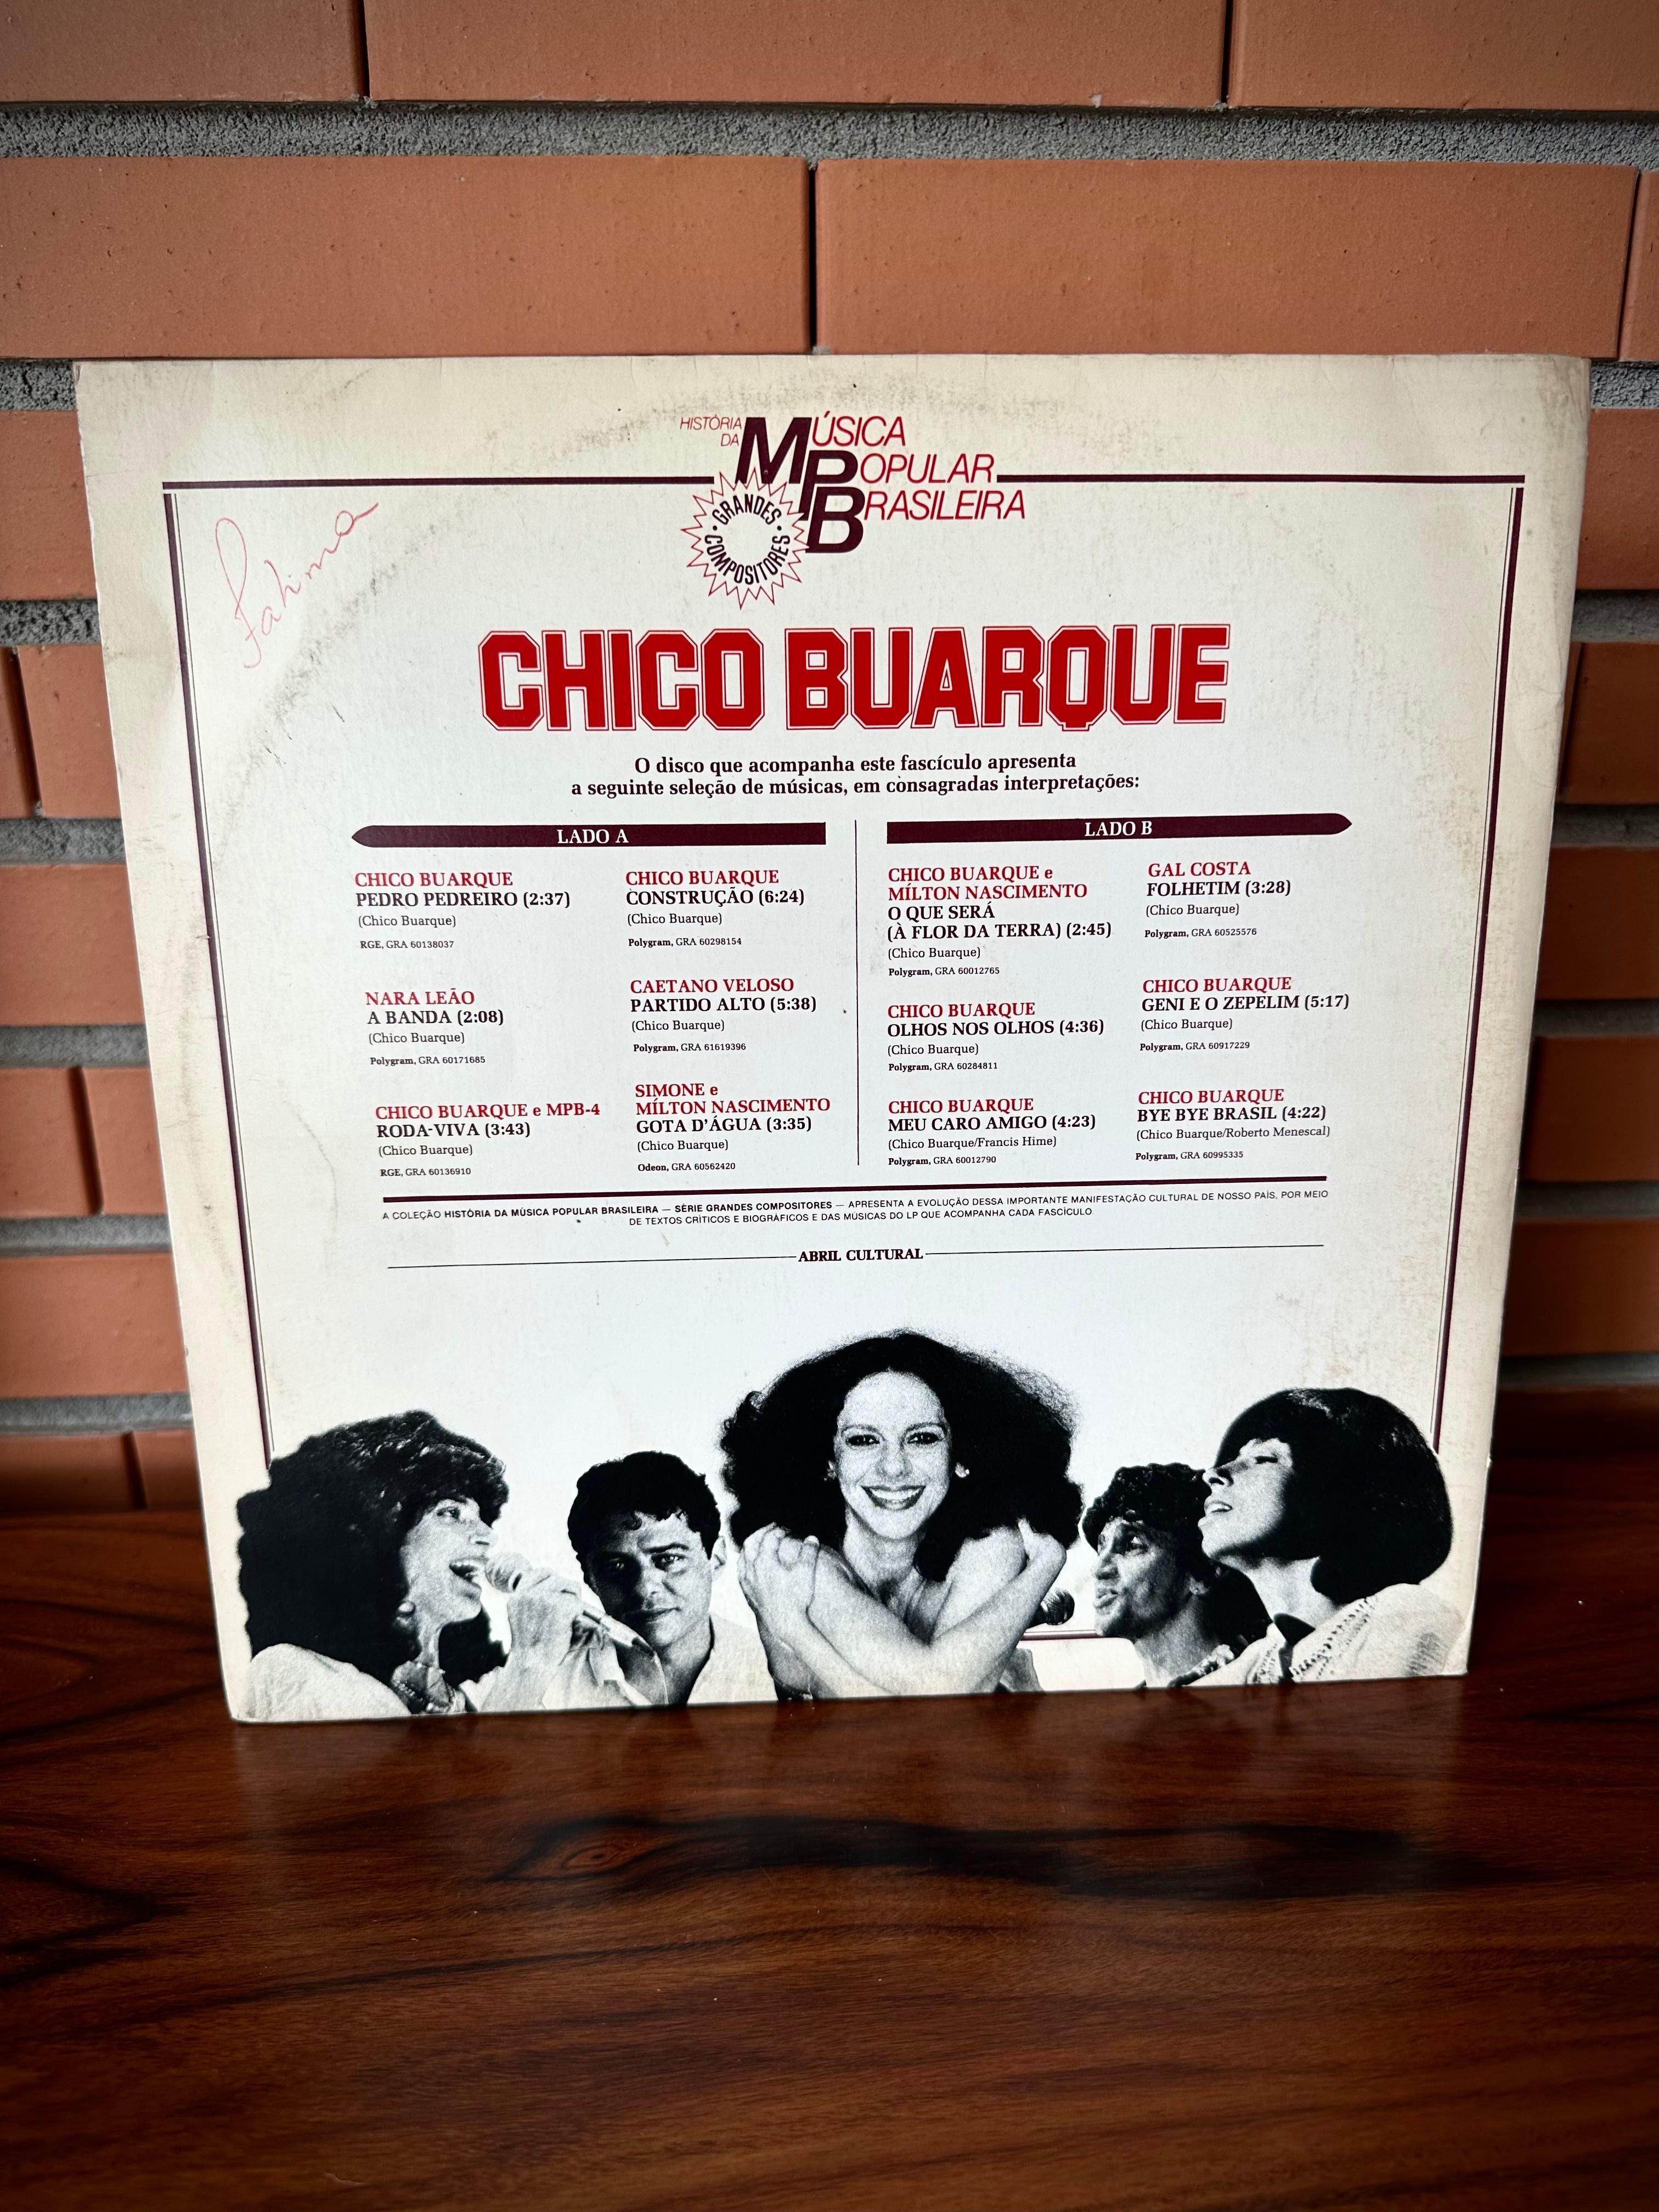 HISTÓRIA DA MÚSICA
POPULAR
BRASILEIRA
GRANDES COMPOSITORES
Fatima
CHICO BUARQUE
O disco que acompanha este fascículo apresenta
a seguinte seleção de músicas, em consagradas interpretações:
LADO A
CHICO BUARQUE
PEDRO PEDREIRO (2:37)
(Chico Buarque)
RGE, GRA 60138037
NARA LEÃO
A BANDA (2:08)
(Chico Buarque)
Polygram, GRA 60171685
CHICO BUARQUE e MPB-4
RODA-VIVA (3:43)
(Chico Buarque)
RGE, GRA 60136910
CHICO BUARQUE
CONSTRUÇÃO (6:24)
(Chico Buarque)
Polygram, GRA 60298154
CAETANO VELOSO
PARTIDO ALTO (5:38)
(Chico Buarque)
Polygram, GRA 61619396
SIMONE e
MÍLTON NASCIMENTO
GOTA D'ÁGUA (3:35)
(Chico Buarque)
Odeon, GRA 60562420
LADO B
CHICO BUARQUE e
MÍLTON NASCIMENTO
O QUE SERÁ
(À FLOR DA TERRA) (2:45)
(Chico Buarque)
Polygram, GRA 60012765
CHICO BUARQUE
OLHOS NOS OLHOS (4:36)
(Chico Buarque)
Polygram, GRA 60284811
CHICO BUARQUE
MEU CARO AMIGO (4:23)
(Chico Buarque/Francis Hime)
Polygram, GRA 60012790
GAL COSTA
FOLHETIM (3:28)
(Chico Buarque)
Polygram, GRA 60525576
CHICO BUARQUE
GENI E O ZEPELIM (5:17)
(Chico Buarque)
Polygram, GRA 60917229
CHICO BUARQUE
BYE BYE BRASIL (4:22)
(Chico Buarque/Roberto Menescal)
Polygram, GRA 60995335
A COLEÇÃO HISTÓRIA DA MÚSICA POPULAR BRASILEIRA — SÉRIE GRANDES COMPOSITORES — APRESENTA A EVOLUÇÃO DESSA IMPORTANTE MANIFESTAÇÃO CULTURAL DE NOSSO PAÍS, POR MEIO
DE TEXTOS CRÍTICOS E BIOGRÁFICOS E DAS MÚSICAS DO LP QUE ACOMPANHA CADA FASCÍCULO
ABRIL CULTURAL